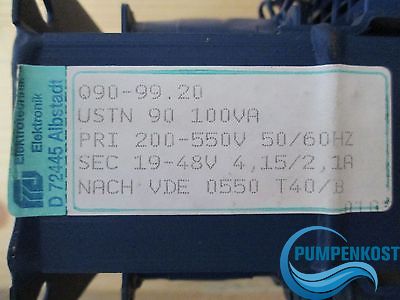 Elektrotechnik
Elektronik
D 72445 Albstadt
Q90-99.20
USTN 90 100VA
PRI 200-550V 50/60HZ
SEC 19-48V 4,15/2,1A
NACH VDE 0550 T40/B
PUMPENKOST